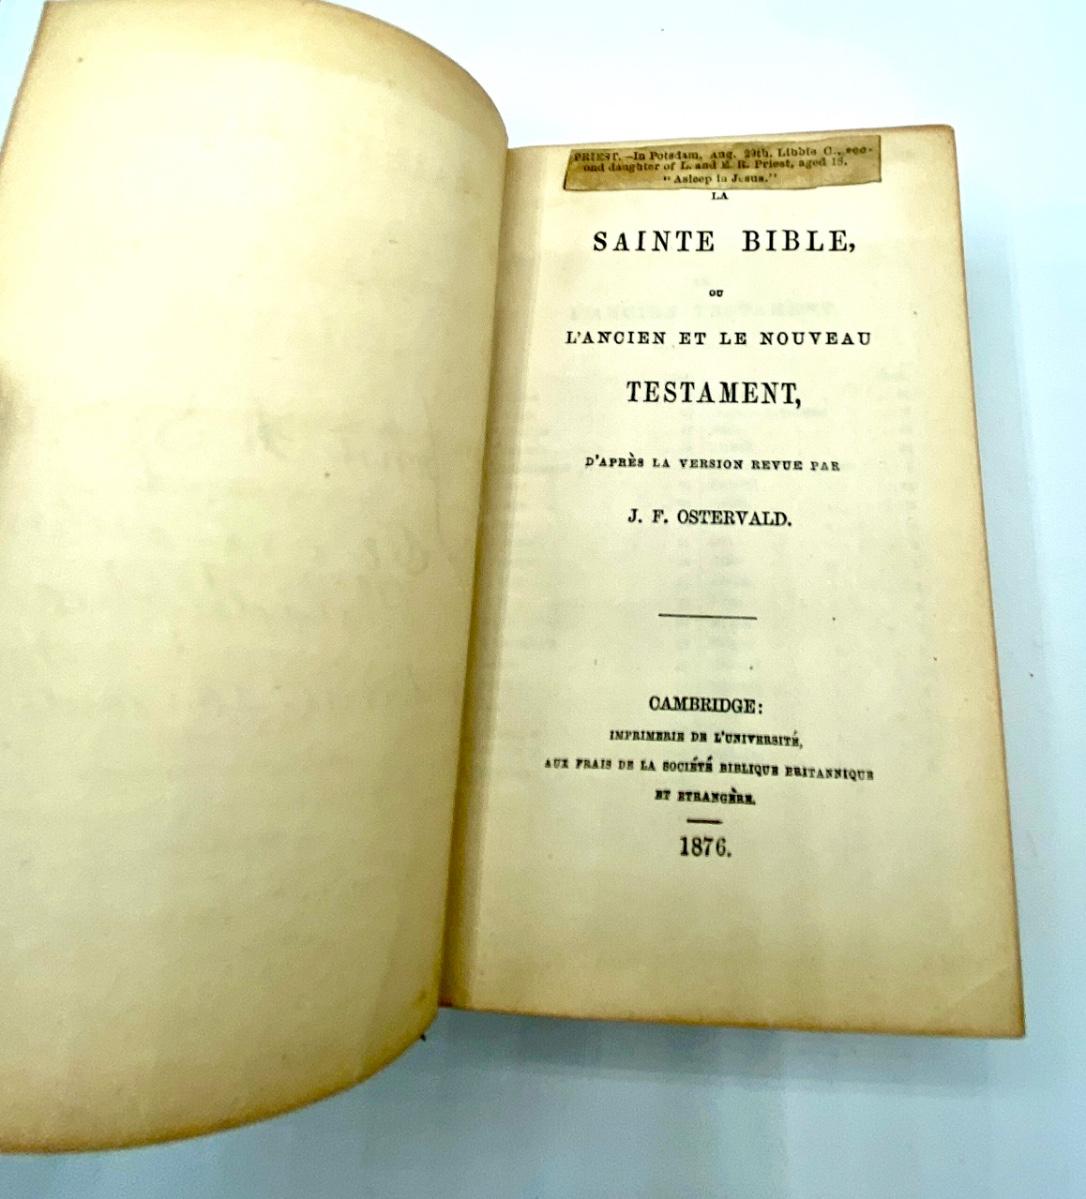 PRIEST.—In Potsdam, Aug. 29th, Libbie C., sec-
ond daughter of L. and E. R. Priest, aged 18.
"Asleep in Jesus."
LA
SAINTE BIBLE,
OU
L'ANCIEN ET LE NOUVEAU
TESTAMENT,
D'APRÈS LA VERSION REVUE PAR
J. F. OSTERVALD.
CAMBRIDGE:
IMPRIMERIE DE L'UNIVERSITÉ,
AUX FRAIS DE LA SOCIÉTÉ BIBLIQUE BRITANNIQUE
ET ETRANGÈRE.
1876.